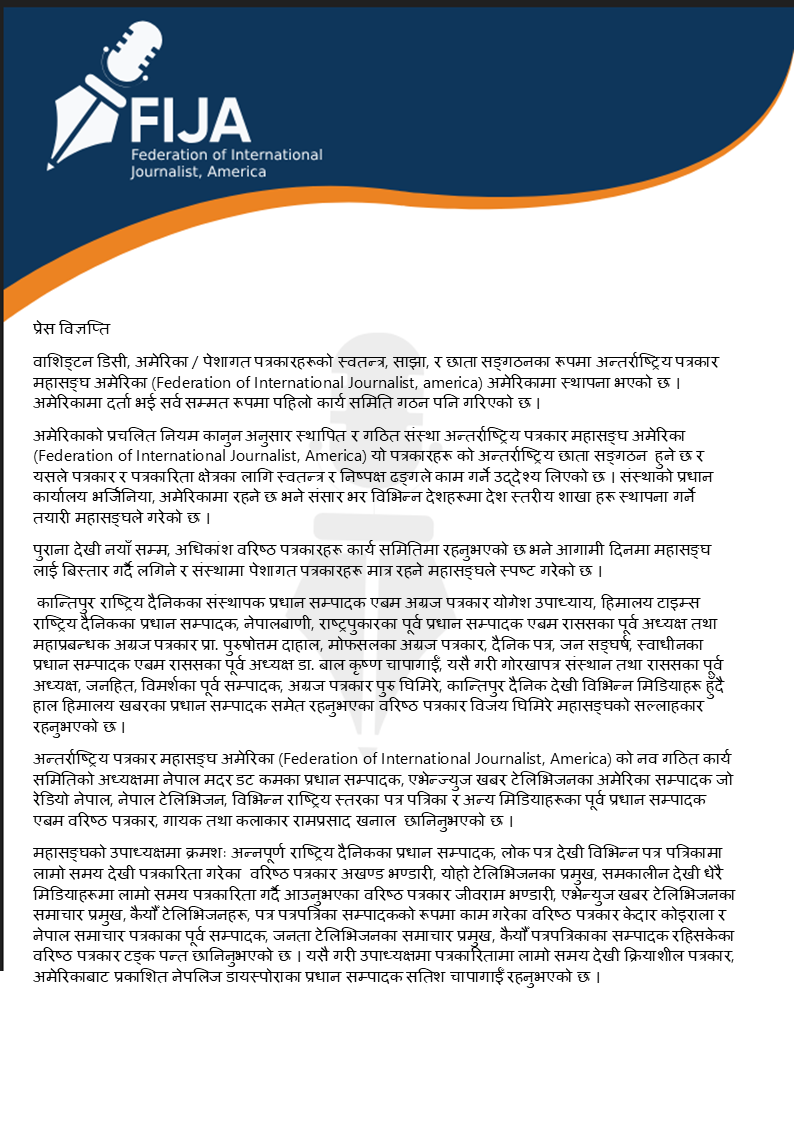 FIJA
Federation of International
Journalist, America
प्रेस विज्ञप्ति
वाशिङ्टन डिसी, अमेरिका / पेशागत पत्रकारहरूको स्वतन्त्र, साझा, र छाता सङ्गठनका रूपमा अन्तर्राष्ट्रिय पत्रकार
महासङ्घ अमेरिका (Federation of International Journalist, america) अमेरिकामा स्थापना भएको छ ।
अमेरिकामा दर्ता भई सर्व सम्मत रूपमा पहिलो कार्य समिति गठन पनि गरिएको छ ।
अमेरिकाको प्रचलित नियम कानुन अनुसार स्थापित र गठित संस्था अन्तर्राष्ट्रिय पत्रकार महासङ्घ अमेरिका
(Federation of International Journalist, America) यो पत्रकारहरू को अन्तर्राष्ट्रिय छाता सङ्गठन हुने छ र
यसले पत्रकार र पत्रकारिता क्षेत्रका लागि स्वतन्त्र र निष्पक्ष ढङ्गले काम गर्ने उद्देश्य लिएको छ । संस्थाको प्रधान
कार्यालय भर्जिनिया, अमेरिकामा रहने छ भने संसार भर विभिन्न देशहरूमा देश स्तरीय शाखा हरू स्थापना गर्ने
तयारी महासङ्घले गरेको छ ।
पुराना देखी नयाँ सम्म, अधिकांश वरिष्ठ पत्रकारहरू कार्य समितिमा रहनुभएको छ भने आगामी दिनमा महासङ्घ
लाई बिस्तार गर्दै लगिने र संस्थामा पेशागत पत्रकारहरू मात्र रहने महासङ्घले स्पष्ट गरेको छ ।
कान्तिपुर राष्ट्रिय दैनिकका संस्थापक प्रधान सम्पादक एबम अग्रज पत्रकार योगेश उपाध्याय, हिमालय टाइम्स
राष्ट्रिय दैनिकका प्रधान सम्पादक, नेपालबाणी, राष्ट्रपुकारका पूर्व प्रधान सम्पादक एबम राससका पूर्व अध्यक्ष तथा
महाप्रबन्धक अग्रज पत्रकार प्रा. पुरुषोत्तम दाहाल, मोफसलका अग्रज पत्रकार, दैनिक पत्र, जन सङ्घर्ष, स्वाधीनका
प्रधान सम्पादक एबम राससका पूर्व अध्यक्ष डा. बाल कृष्ण चापागाईँ, यसै गरी गोरखापत्र संस्थान तथा राससका पूर्व
अध्यक्ष, जनहित, विमर्शका पूर्व सम्पादक, अग्रज पत्रकार पुरु घिमिरे, कान्तिपुर दैनिक देखी विभिन्न मिडियाहरू हुँदै
हाल हिमालय खबरका प्रधान सम्पादक समेत रहनुभएका वरिष्ठ पत्रकार विजय घिमिरे महासङ्घको सल्लाहकार
रहनुभएको छ ।
अन्तर्राष्ट्रिय पत्रकार महासङ्घ अमेरिका (Federation of International Journalist, America) को नव गठित कार्य
समितिको अध्यक्षमा नेपाल मदर डट कमका प्रधान सम्पादक, एभेन्ज्युज खबर टेलिभिजनका अमेरिका सम्पादक जो
रेडियो नेपाल, नेपाल टेलिभिजन, विभिन्न राष्ट्रिय स्तरका पत्र पत्रिका र अन्य मिडियाहरूका पूर्व प्रधान सम्पादक
एबम वरिष्ठ पत्रकार, गायक तथा कलाकार रामप्रसाद खनाल छानिनुभएको छ ।
महासङ्घको उपाध्यक्षमा क्रमशः अन्नपूर्ण राष्ट्रिय दैनिकका प्रधान सम्पादक, लोक पत्र देखी विभिन्न पत्र पत्रिकामा
लामो समय देखी पत्रकारिता गरेका वरिष्ठ पत्रकार अखण्ड भण्डारी, योहो टेलिभिजनका प्रमुख, समकालीन देखी धेरै
मिडियाहरूमा लामो समय पत्रकारिता गर्दै आउनुभएका वरिष्ठ पत्रकार जीवराम भण्डारी, एभेन्युज खबर टेलिभिजनका
समाचार प्रमुख, कैयौँ टेलिभिजनहरू, पत्र पत्रपत्रिका सम्पादकको रूपमा काम गरेका वरिष्ठ पत्रकार केदार कोइराला र
नेपाल समाचार पत्रकाका पूर्व सम्पादक, जनता टेलिभिजनका समाचार प्रमुख, कैयौँ पत्रपत्रिकाका सम्पादक रहिसकेका
वरिष्ठ पत्रकार टङ्क पन्त छानिनुभएको छ । यसै गरी उपाध्यक्षमा पत्रकारितामा लामो समय देखी क्रियाशील पत्रकार,
अमेरिकाबाट प्रकाशित नेपलिज डायस्पोराका प्रधान सम्पादक सतिश चापागाईँ रहनुभएको छ ।